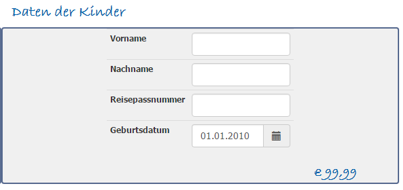 Daten der Kinder
Vorname
Nachname
Reisepassnummer
Geburtsdatum 01.01.2010
e 99,99